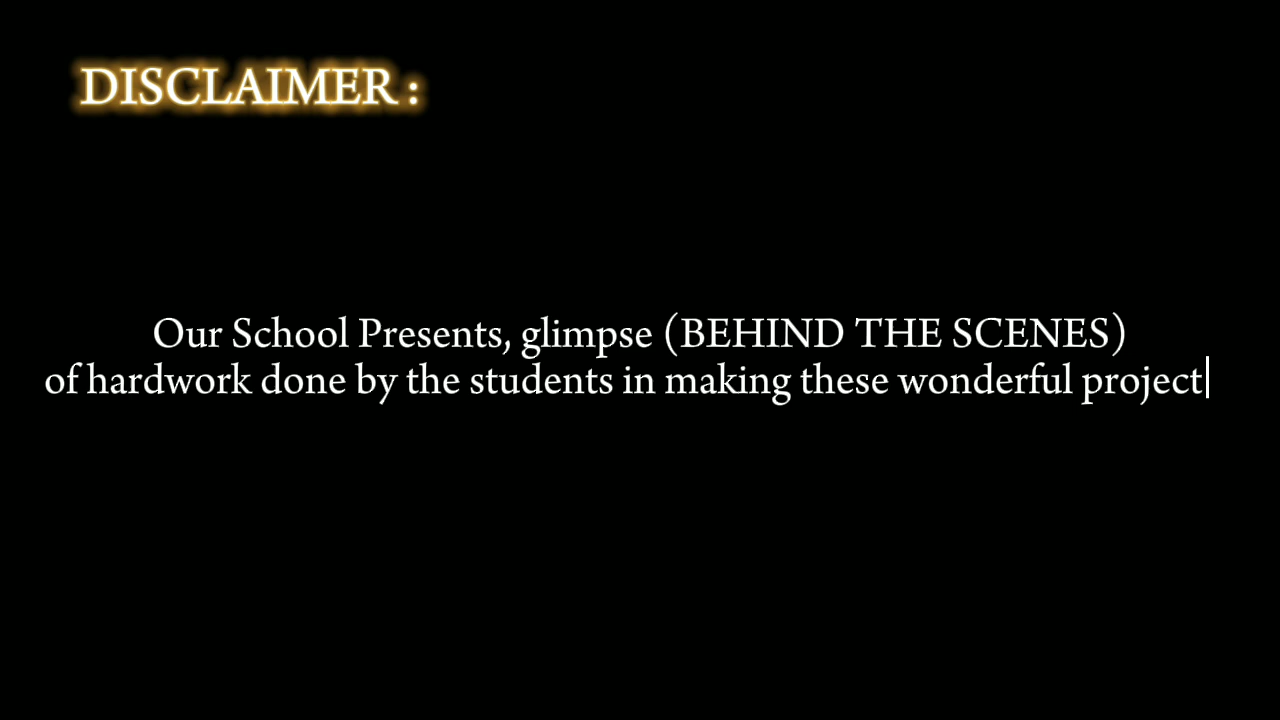 DISCLAIMER :
Our School Presents, glimpse (BEHIND THE SCENES)
of hardwork done by the students in making these wonderful project